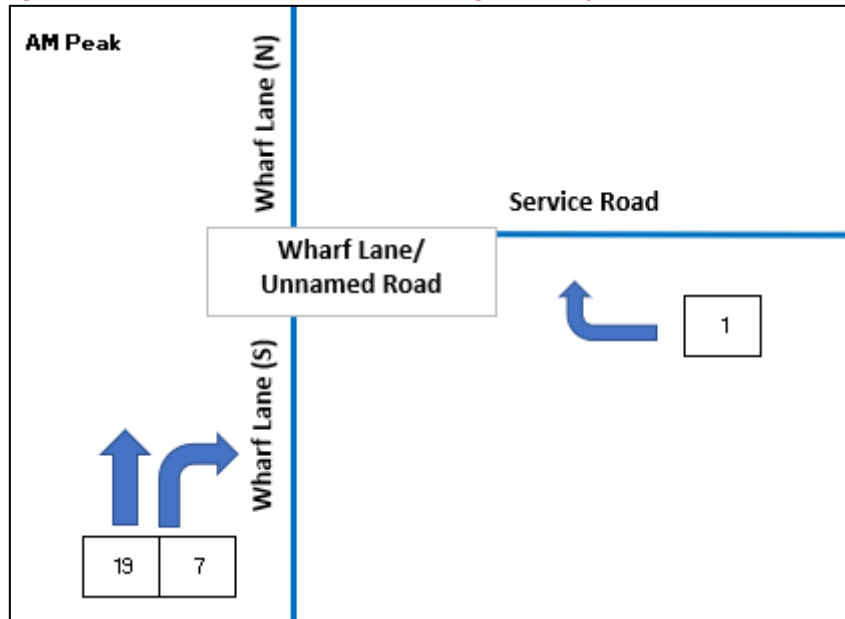 AM Peak
Wharf Lane (N)
Service Road
Wharf Lane/
Unnamed Road
1
Wharf Lane (S)
19
7